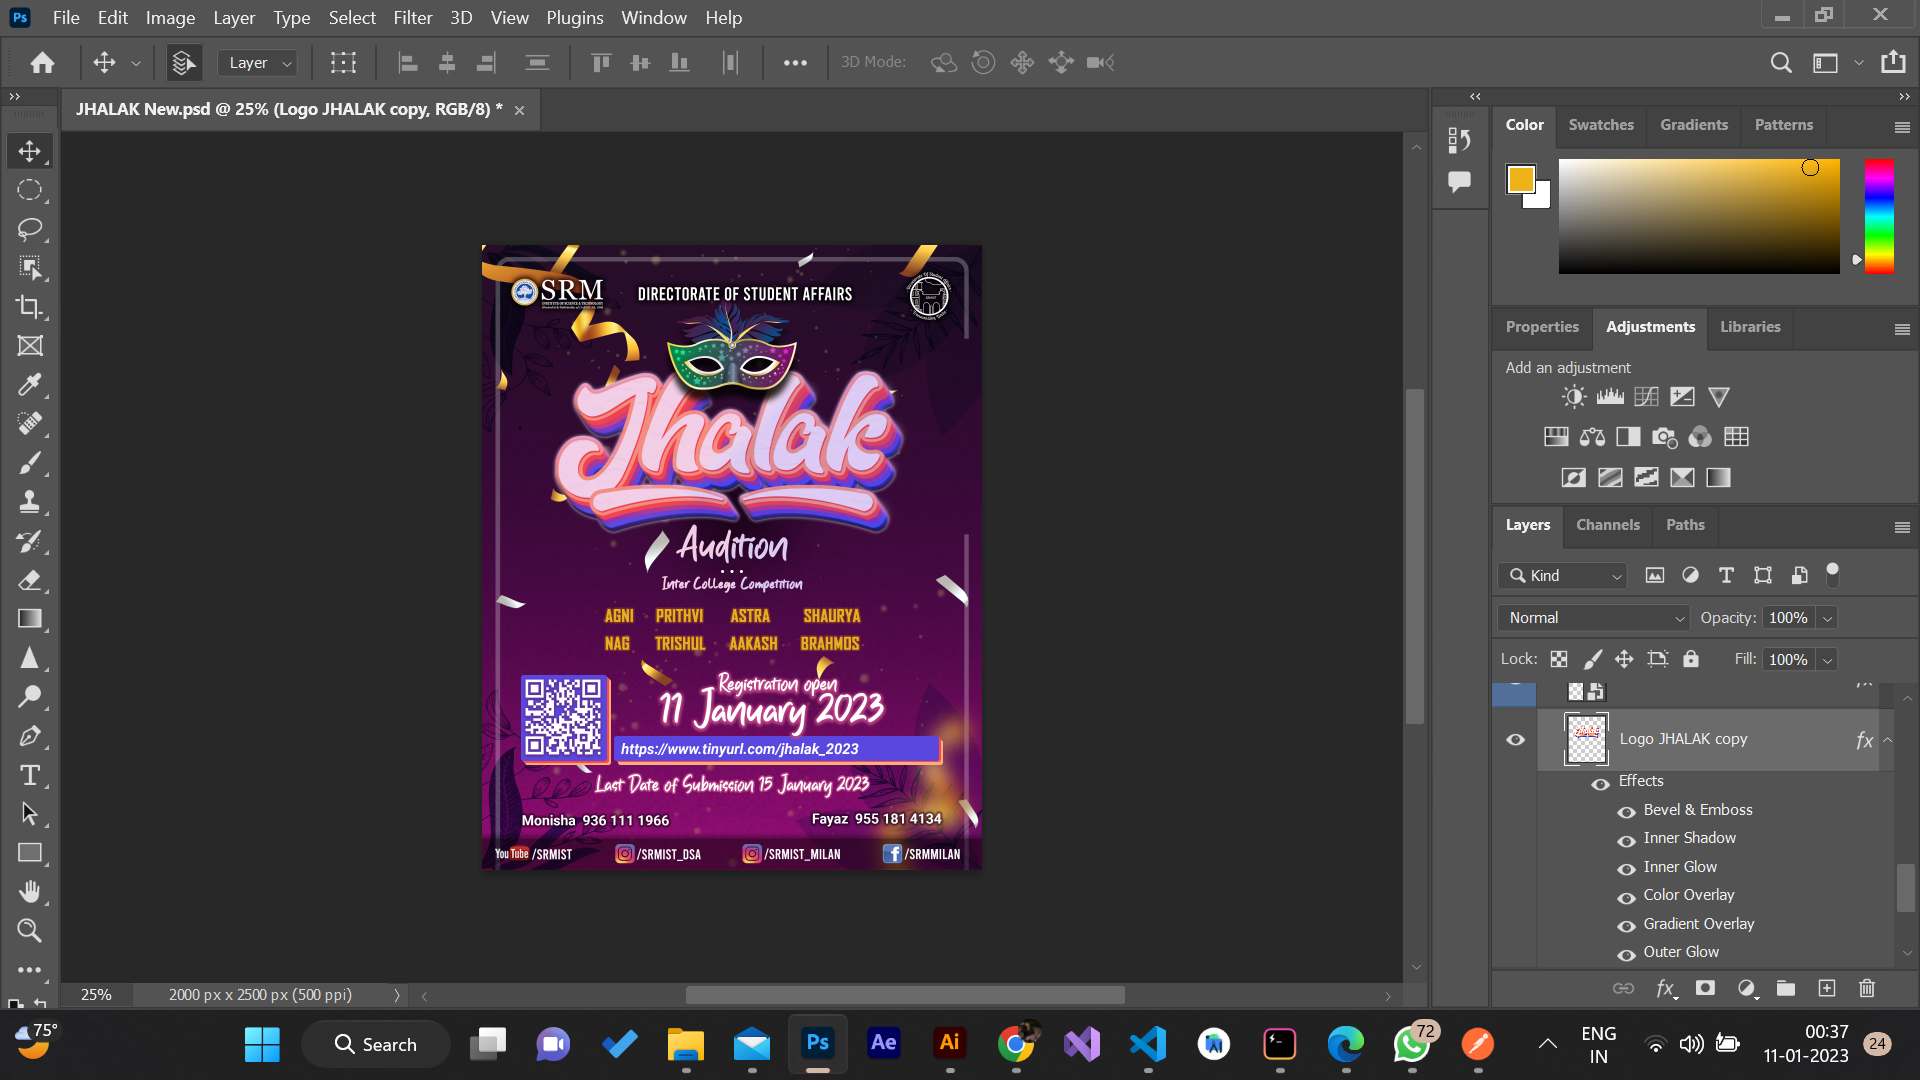 Ps File Edit Image Layer Type Select Filter 3D View Plugins Window Help
Layer 3D Mode:
JHALAK New.psd @ 25% (Logo JHALAK copy, RGB/8) *
Color Swatches Gradients Patterns
Properties Adjustments Libraries
Add an adjustment
Layers Channels Paths
Kind
Normal Opacity: 100%
Lock: Fill: 100%
Logo JHALAK copy fx
Effects
Bevel & Emboss
Inner Shadow
Inner Glow
Color Overlay
Gradient Overlay
Outer Glow
fx
SRM
DIRECTORATE OF STUDENT AFFAIRS
Jhalak
Audition
Inter College Competition
AGNI PRITHVI ASTRA SHAURYA
NAG TRISHUL AAKASH BRAHMOS
Registration open
11 January 2023
https://www.tinyurl.com/jhalak_2023
Last Date of Submission 15 January 2023
Monisha 936 111 1966 Fayaz 955 181 4134
YouTube /SRMIST /SRMIST_DSA /SRMIST_MILAN /SRMMILAN
25% 2000 px x 2500 px (500 ppi)
75° Search Ps Ae Ai 72 ENG IN 00:37 11-01-2023 24